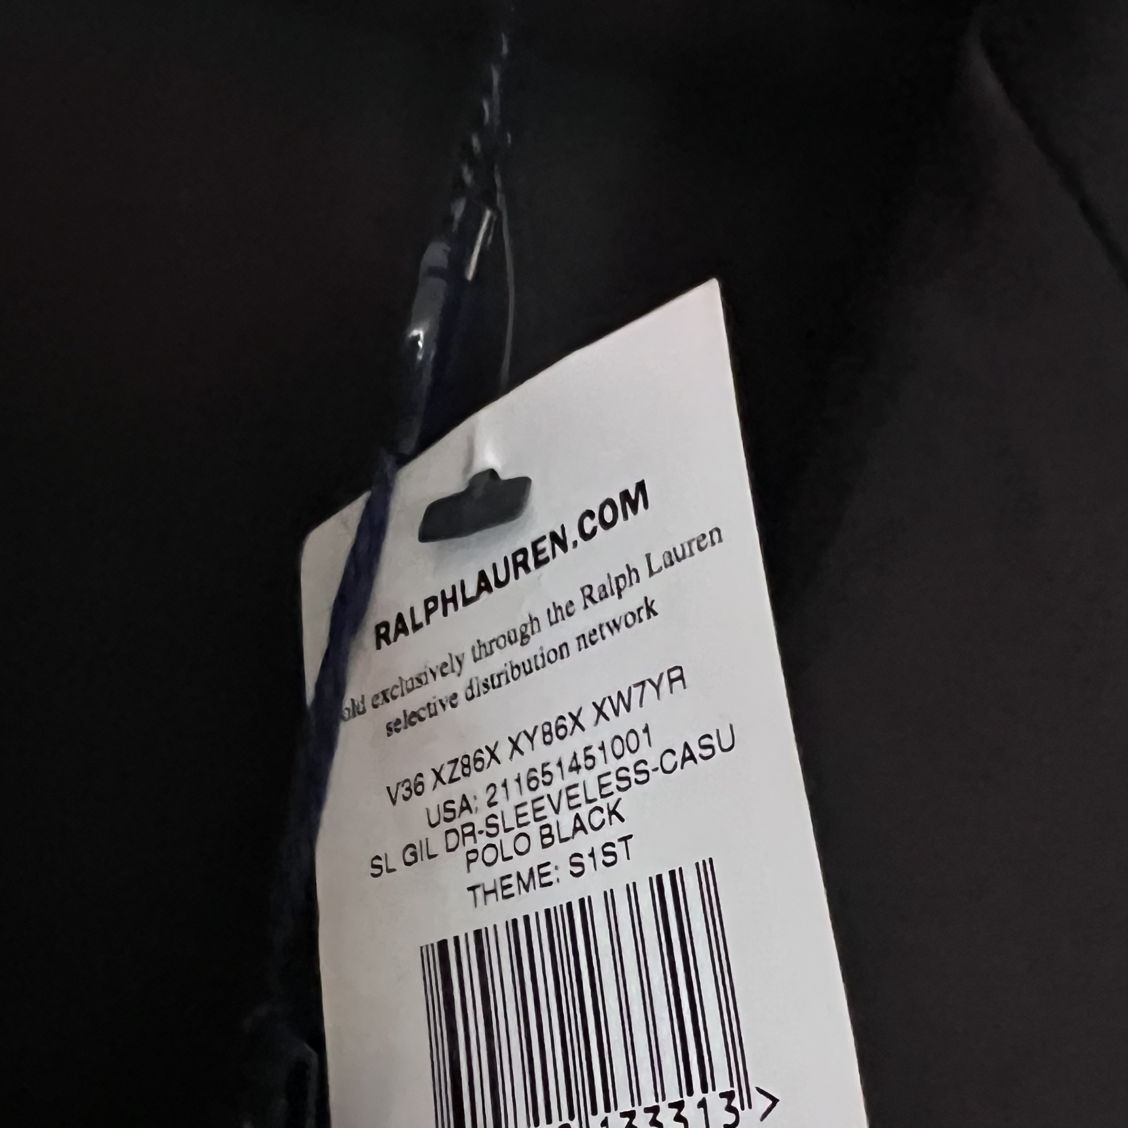 RALPHLAUREN.COM
old exclusively through the Ralph Lauren
selective distribution network
V36 XZ86X XY86X XW7YR
USA: 211651451001
SL GIL DR-SLEEVELESS-CASU
POLO BLACK
THEME: S1ST
133313>